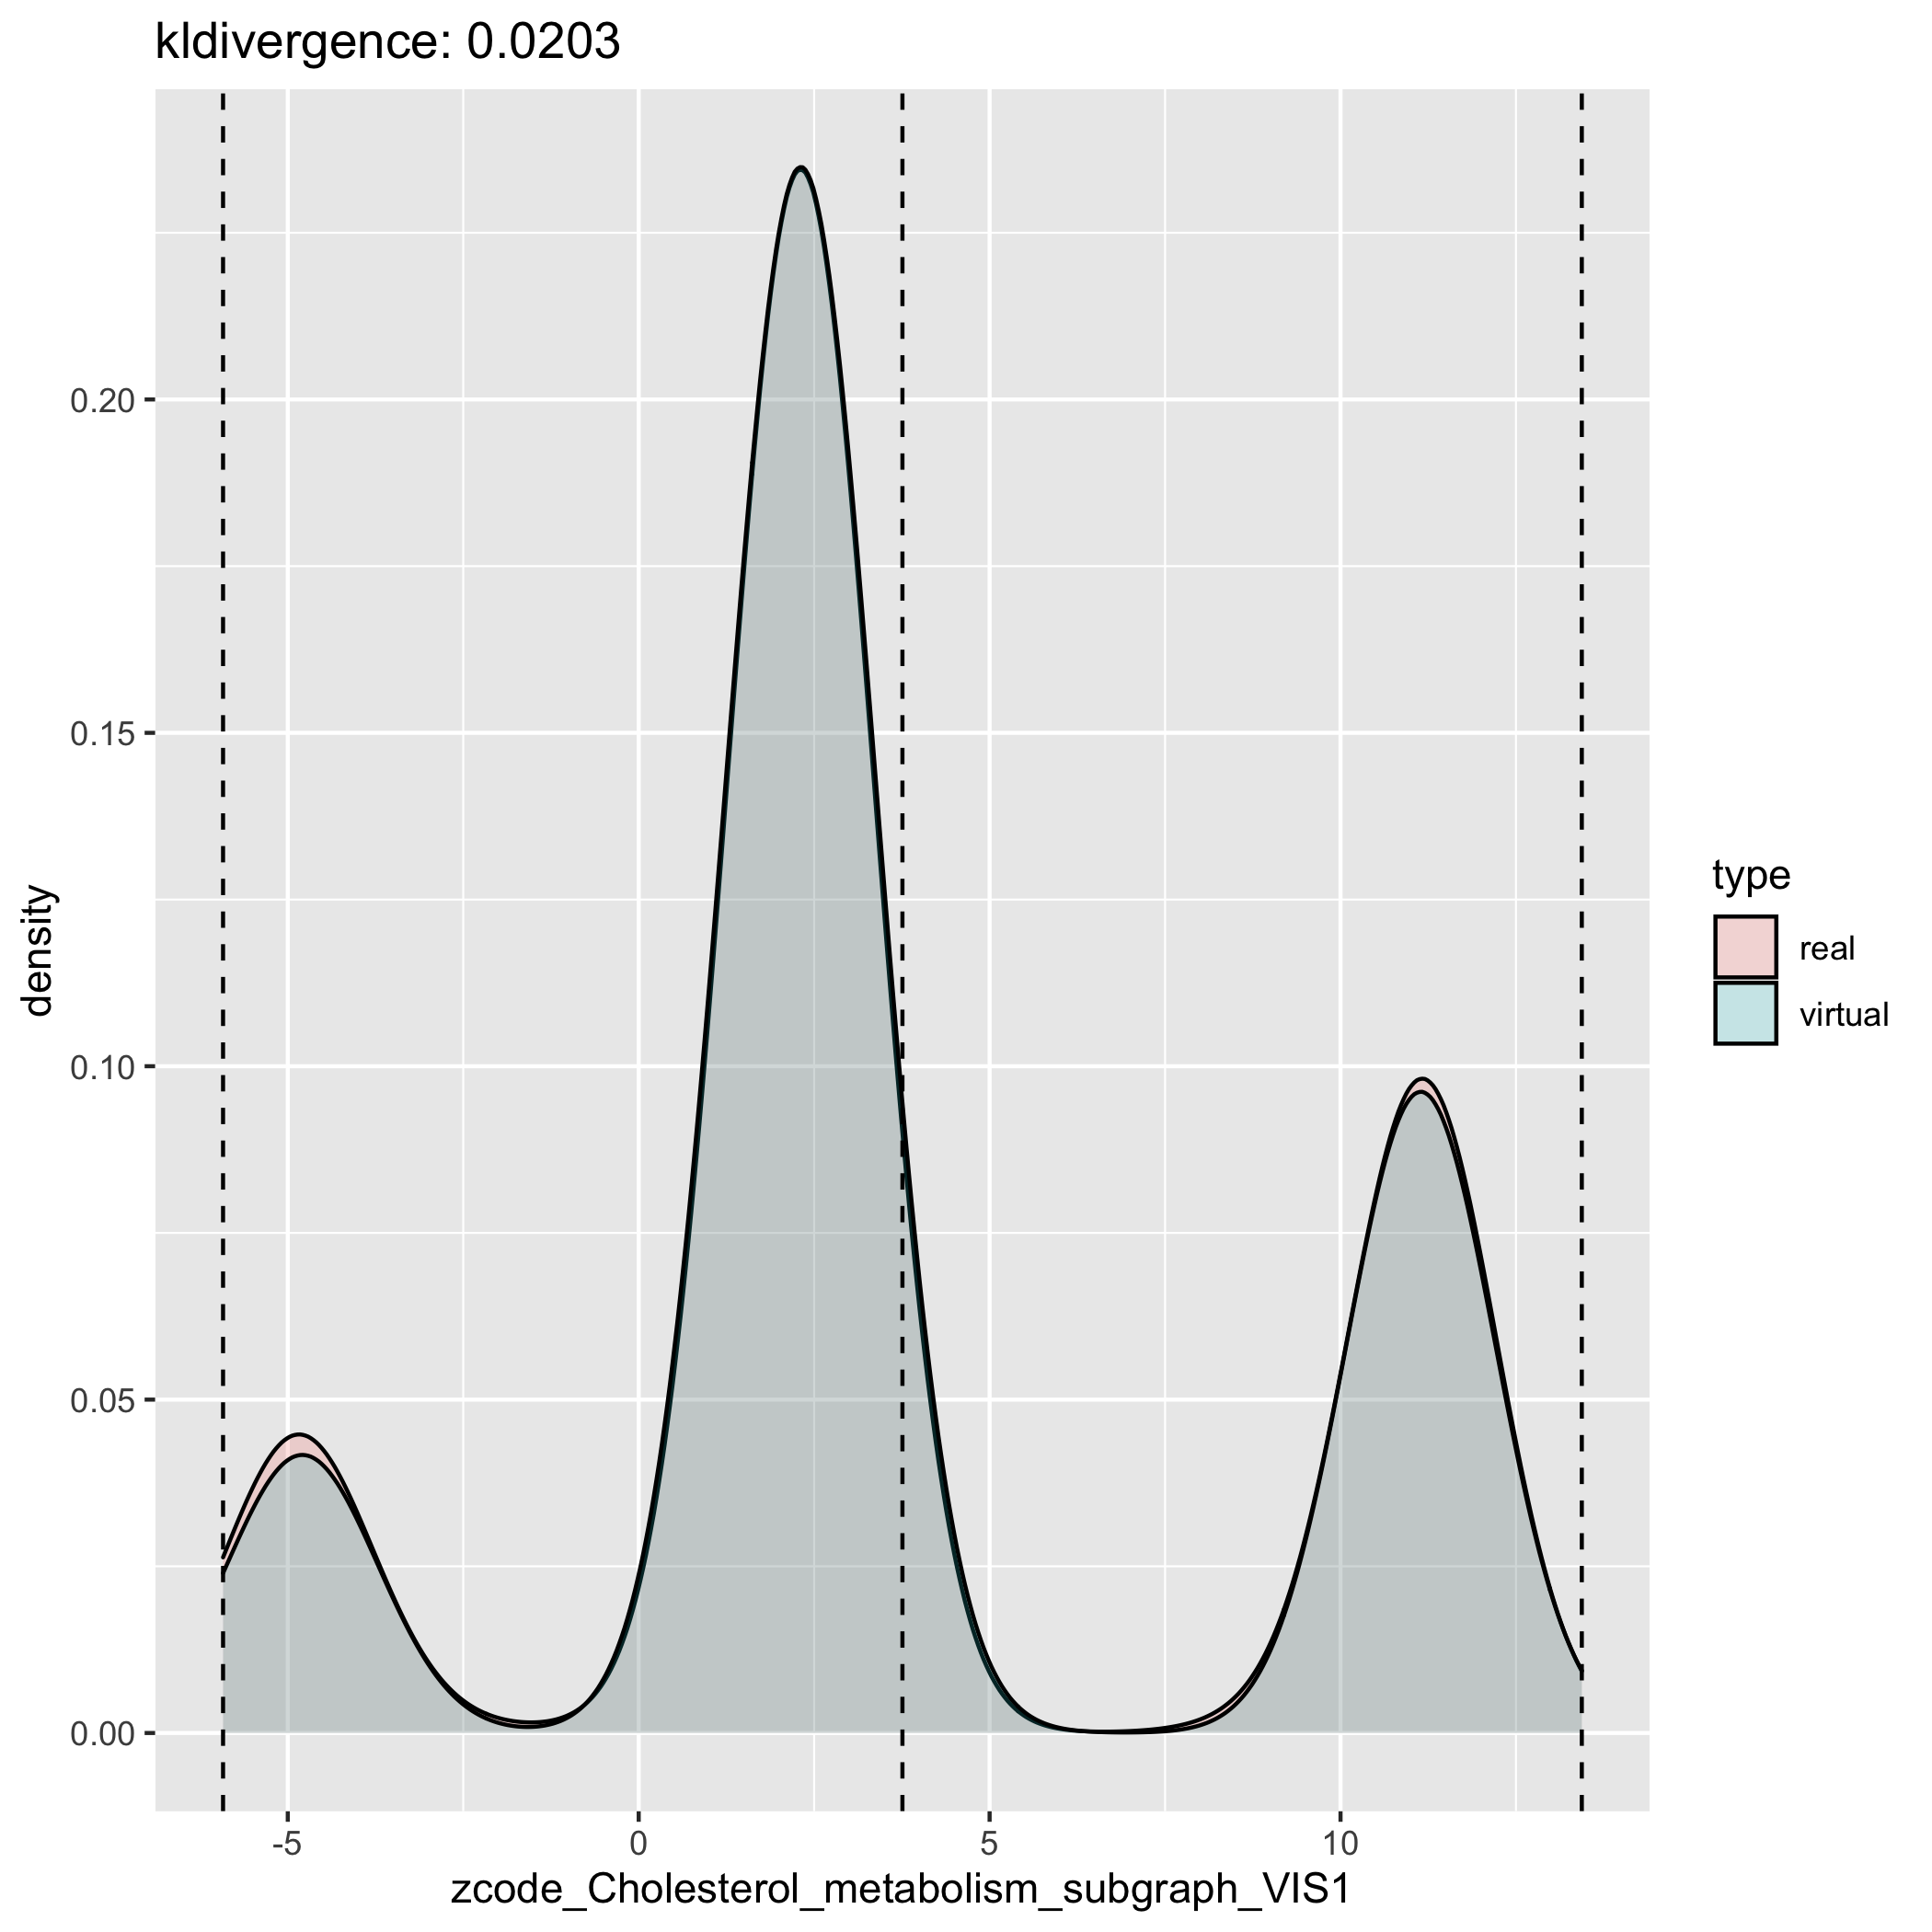 kldivergence: 0.0203
density
0.20
0.15
0.10
0.05
0.00
-5 0 5 10
zcode_Cholesterol_metabolism_subgraph_VIS1
type
real
virtual